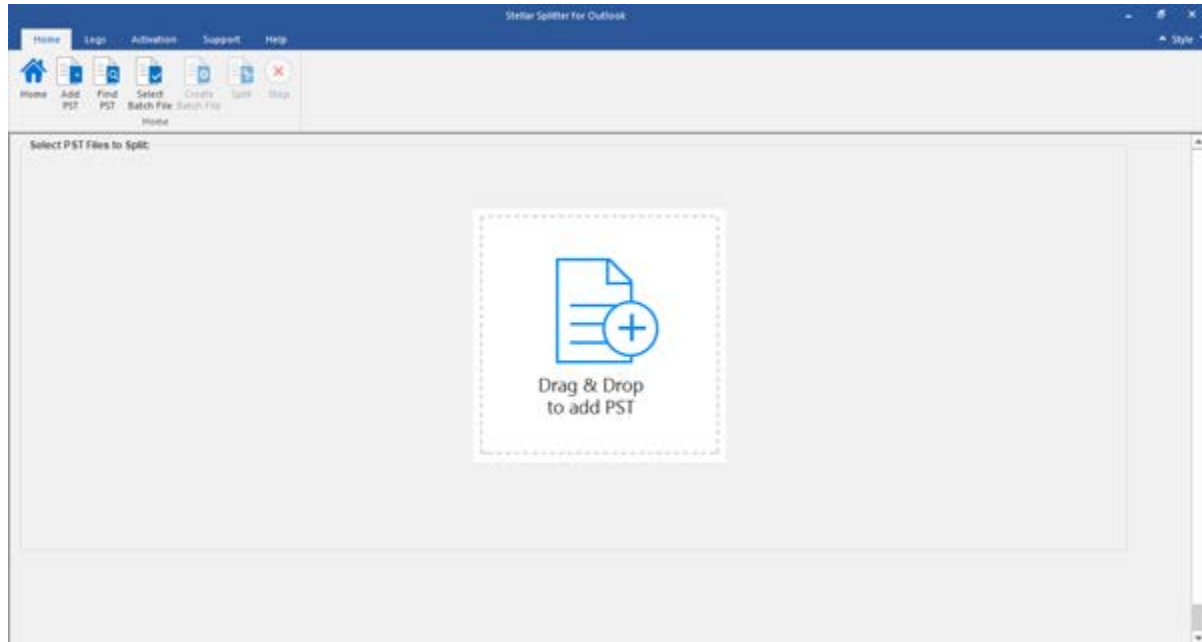 Stellar Splitter for Outlook
Home Logs Activation Support Help
Style
Home Add PST Find PST Select Batch File Create Batch File Split Stop
Home
Select PST Files to Split:
Drag & Drop
to add PST